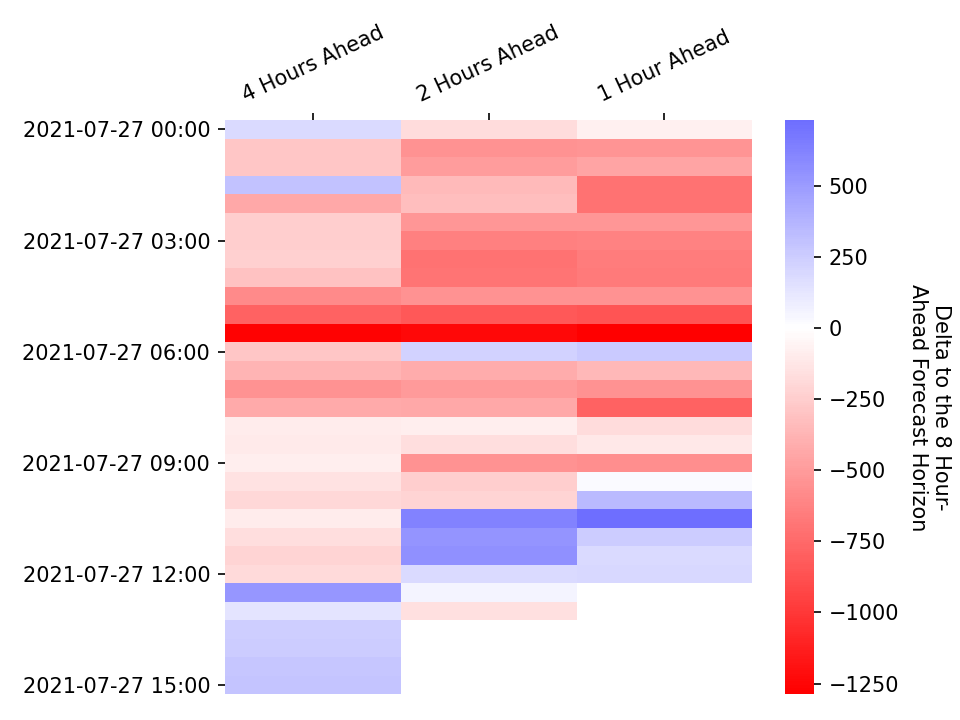 4 Hours Ahead
2 Hours Ahead
1 Hour Ahead
2021-07-27 00:00
2021-07-27 03:00
2021-07-27 06:00
2021-07-27 09:00
2021-07-27 12:00
2021-07-27 15:00
500
250
0
−250
−500
−750
−1000
−1250
Delta to the 8 Hour-
Ahead Forecast Horizon